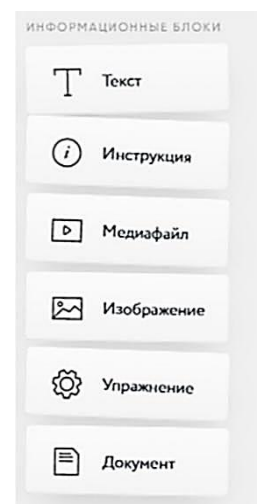 ИНФОРМАЦИОННЫЕ БЛОКИ
Текст
Инструкция
Медиафайл
Изображение
Упражнение
Документ